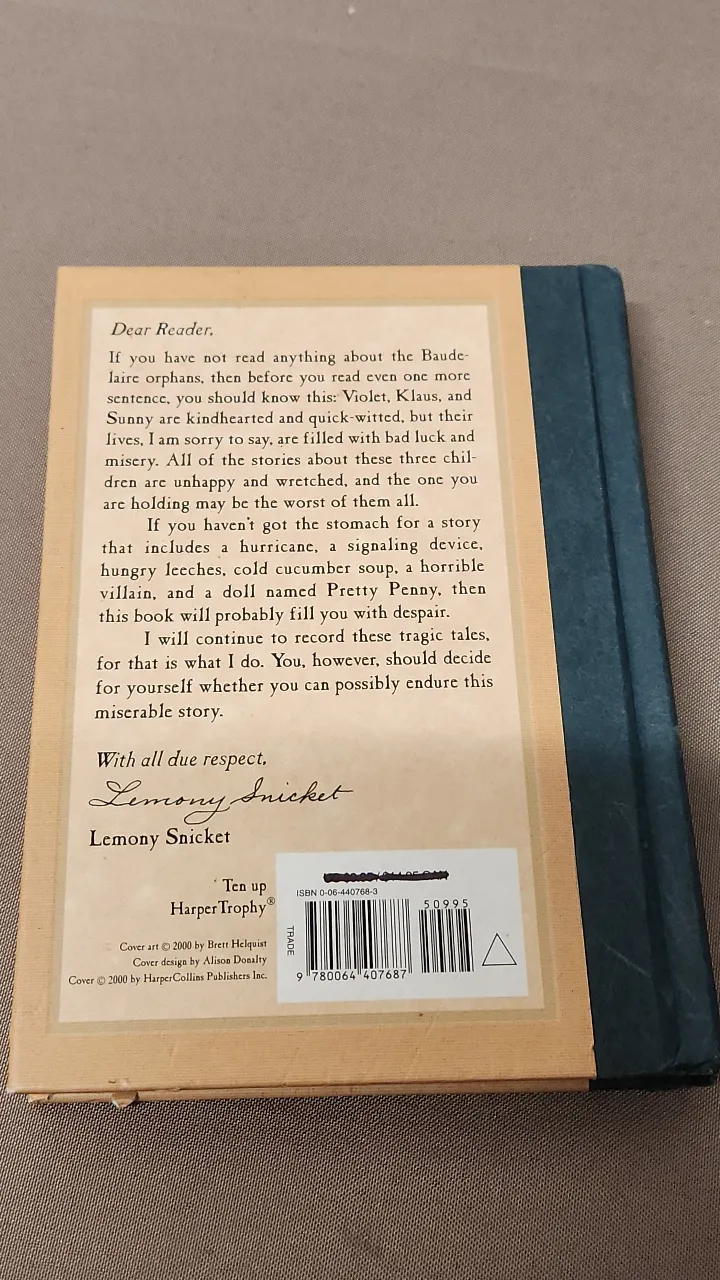 Dear Reader,
If you have not read anything about the Baude-
laire orphans, then before you read even one more
sentence, you should know this: Violet, Klaus, and
Sunny are kindhearted and quick-witted, but their
lives, I am sorry to say, are filled with bad luck and
misery. All of the stories about these three chil-
dren are unhappy and wretched, and the one you
are holding may be the worst of them all.
If you haven't got the stomach for a story
that includes a hurricane, a signaling device,
hungry leeches, cold cucumber soup, a horrible
villain, and a doll named Pretty Penny, then
this book will probably fill you with despair.
I will continue to record these tragic tales,
for that is what I do. You, however, should decide
for yourself whether you can possibly endure this
miserable story.
With all due respect,
Lemony Snicket
Lemony Snicket
Ten up
HarperTrophy®
Cover art © 2000 by Brett Helquist
Cover design by Alison Donalty
Cover © 2000 by HarperCollins Publishers Inc.
TRADE
ISBN 0-06-440768-3
50995
9 780064 407687